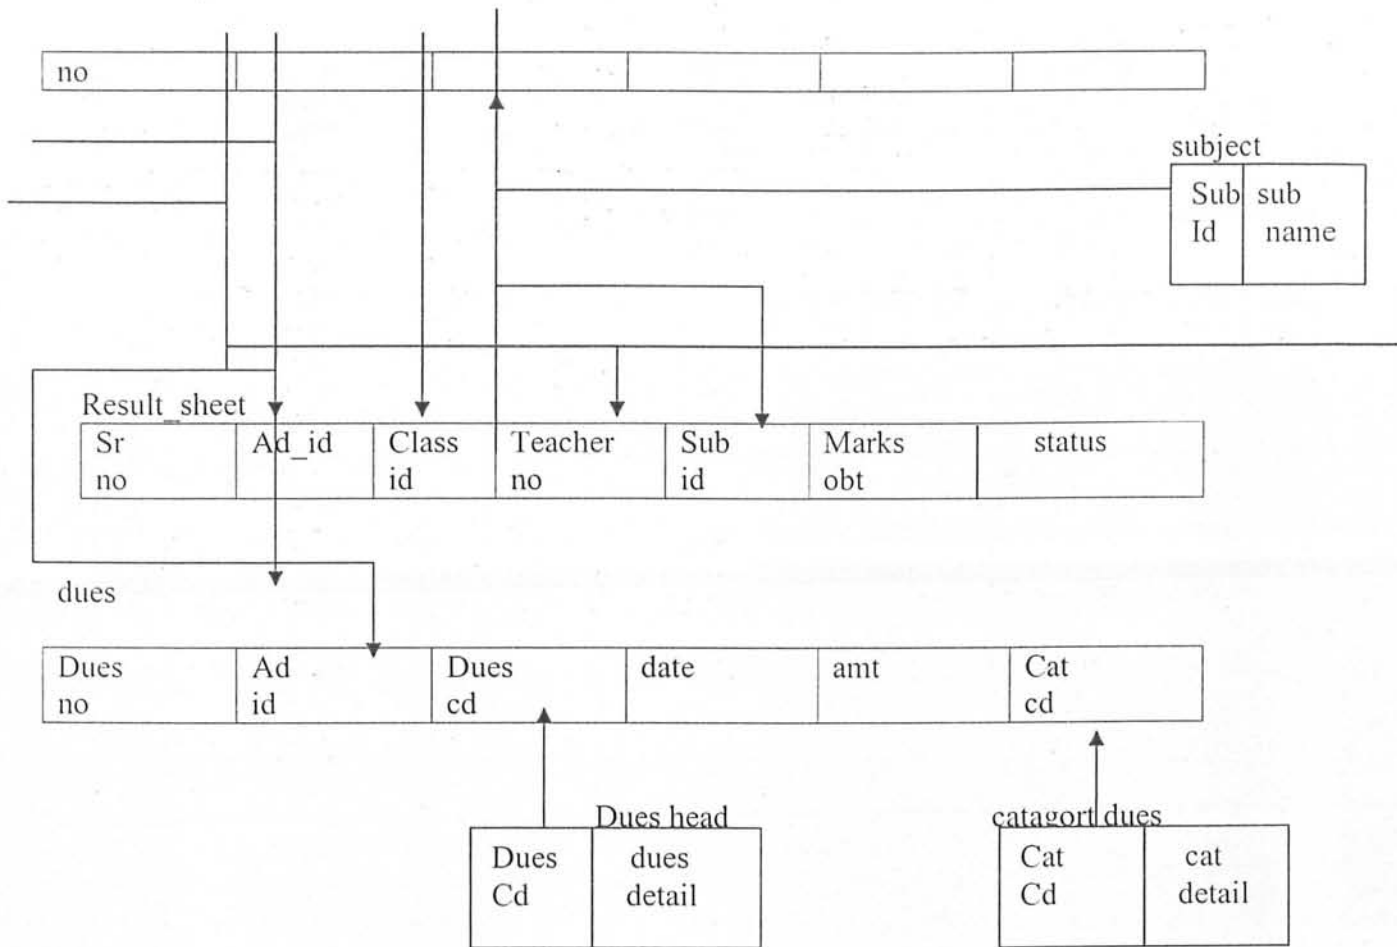 no
subject
Sub sub
Id name
Result_sheet
Sr Ad_id Class Teacher Sub Marks status
no id no id obt
dues
Dues Ad Dues date amt Cat
no id cd cd
Dues head catagort dues
Dues dues Cat cat
Cd detail Cd detail